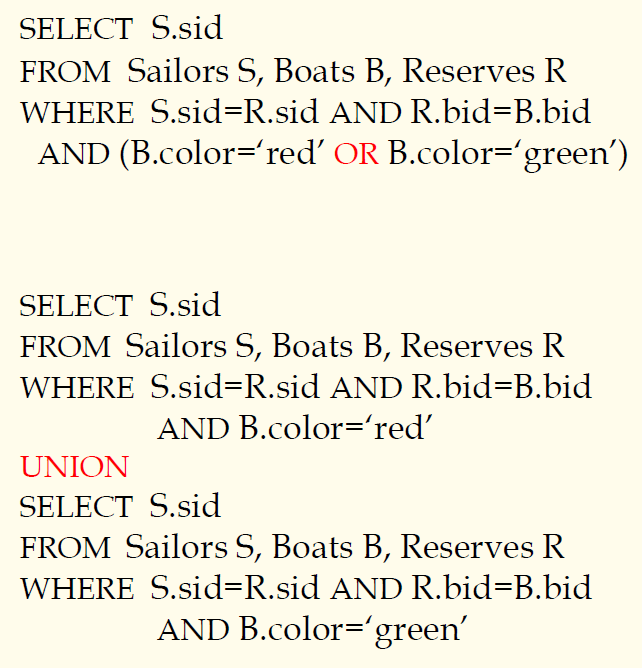 SELECT S.sid
FROM Sailors S, Boats B, Reserves R
WHERE S.sid=R.sid AND R.bid=B.bid
AND (B.color=‘red’ OR B.color=‘green’)
SELECT S.sid
FROM Sailors S, Boats B, Reserves R
WHERE S.sid=R.sid AND R.bid=B.bid
AND B.color=‘red’
UNION
SELECT S.sid
FROM Sailors S, Boats B, Reserves R
WHERE S.sid=R.sid AND R.bid=B.bid
AND B.color=‘green’